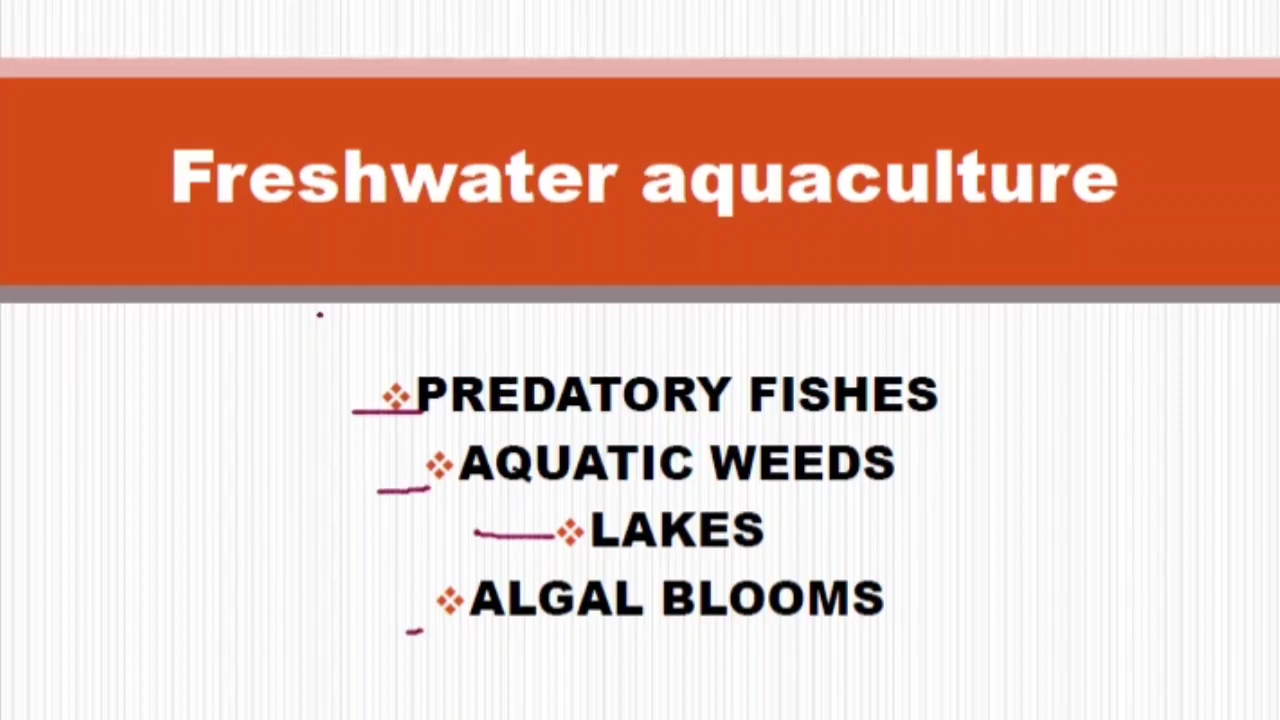 Freshwater aquaculture
❖PREDATORY FISHES
❖AQUATIC WEEDS
❖LAKES
❖ALGAL BLOOMS